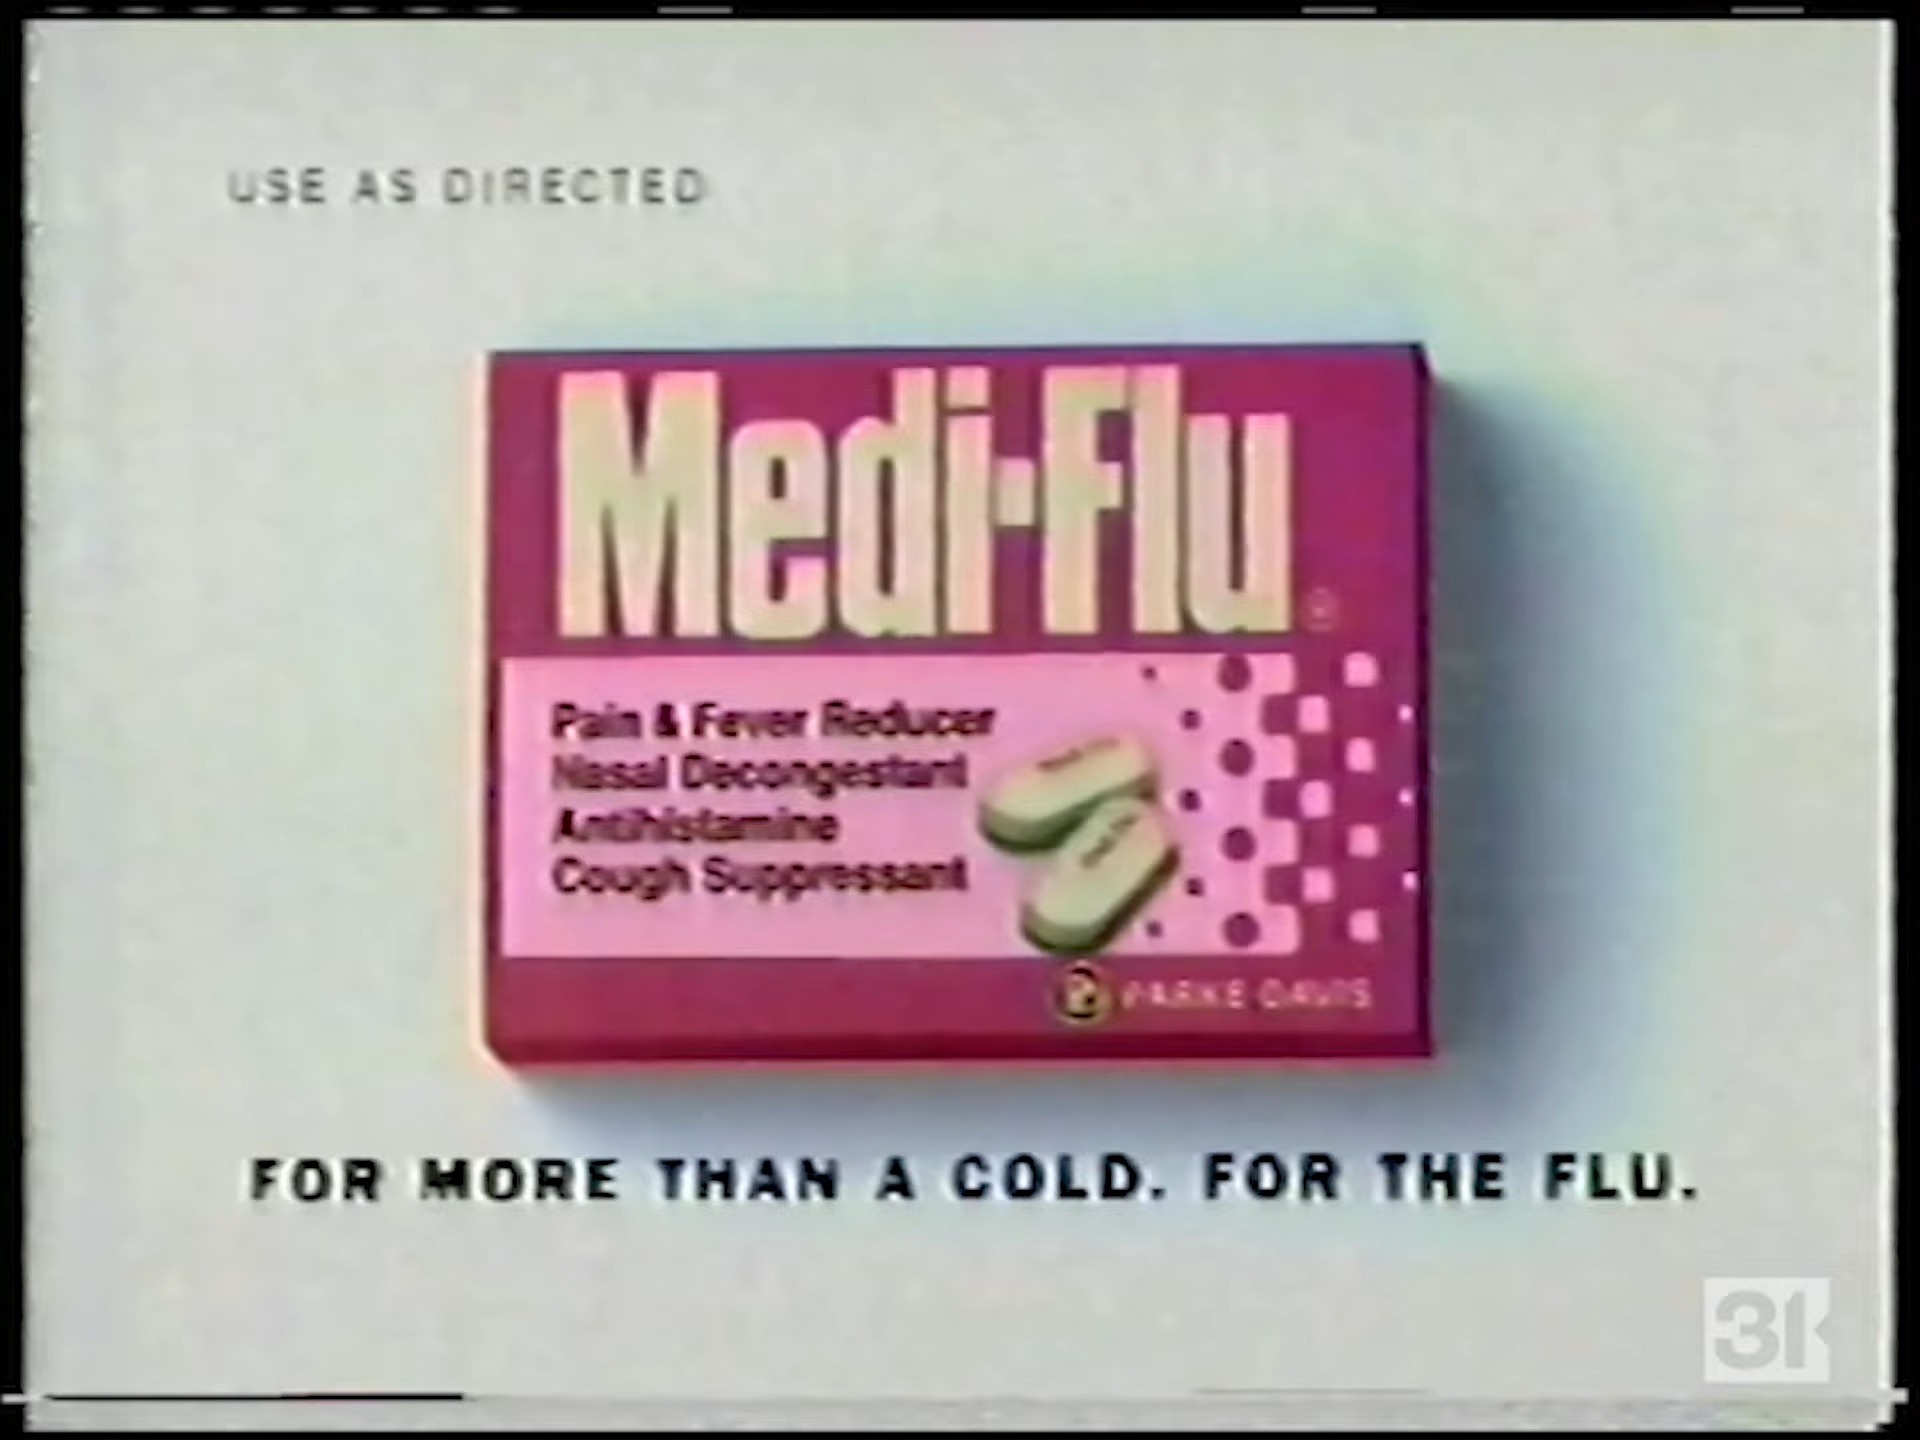 USE AS DIRECTED
Medi-Flu
Pain & Fever Reducer
Nasal Decongestant
Antihistamine
Cough Suppressant
PARKE-DAVIS
FOR MORE THAN A COLD. FOR THE FLU.
31